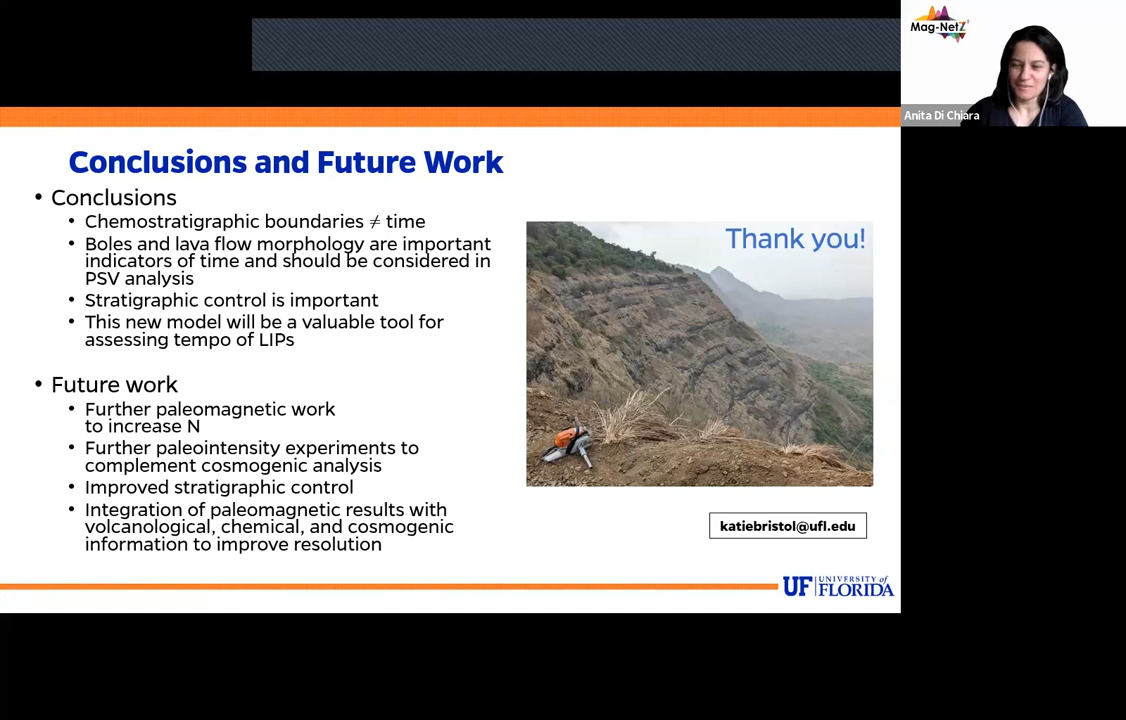 Mag-NetZ
Anita Di Chiara
Conclusions and Future Work
• Conclusions
• Chemostratigraphic boundaries ≠ time
• Boles and lava flow morphology are important
indicators of time and should be considered in
PSV analysis
• Stratigraphic control is important
• This new model will be a valuable tool for
assessing tempo of LIPs
• Future work
• Further paleomagnetic work
to increase N
• Further paleointensity experiments to
complement cosmogenic analysis
• Improved stratigraphic control
• Integration of paleomagnetic results with
volcanological, chemical, and cosmogenic
information to improve resolution
Thank you!
katiebristol@ufl.edu
UF UNIVERSITY of
FLORIDA